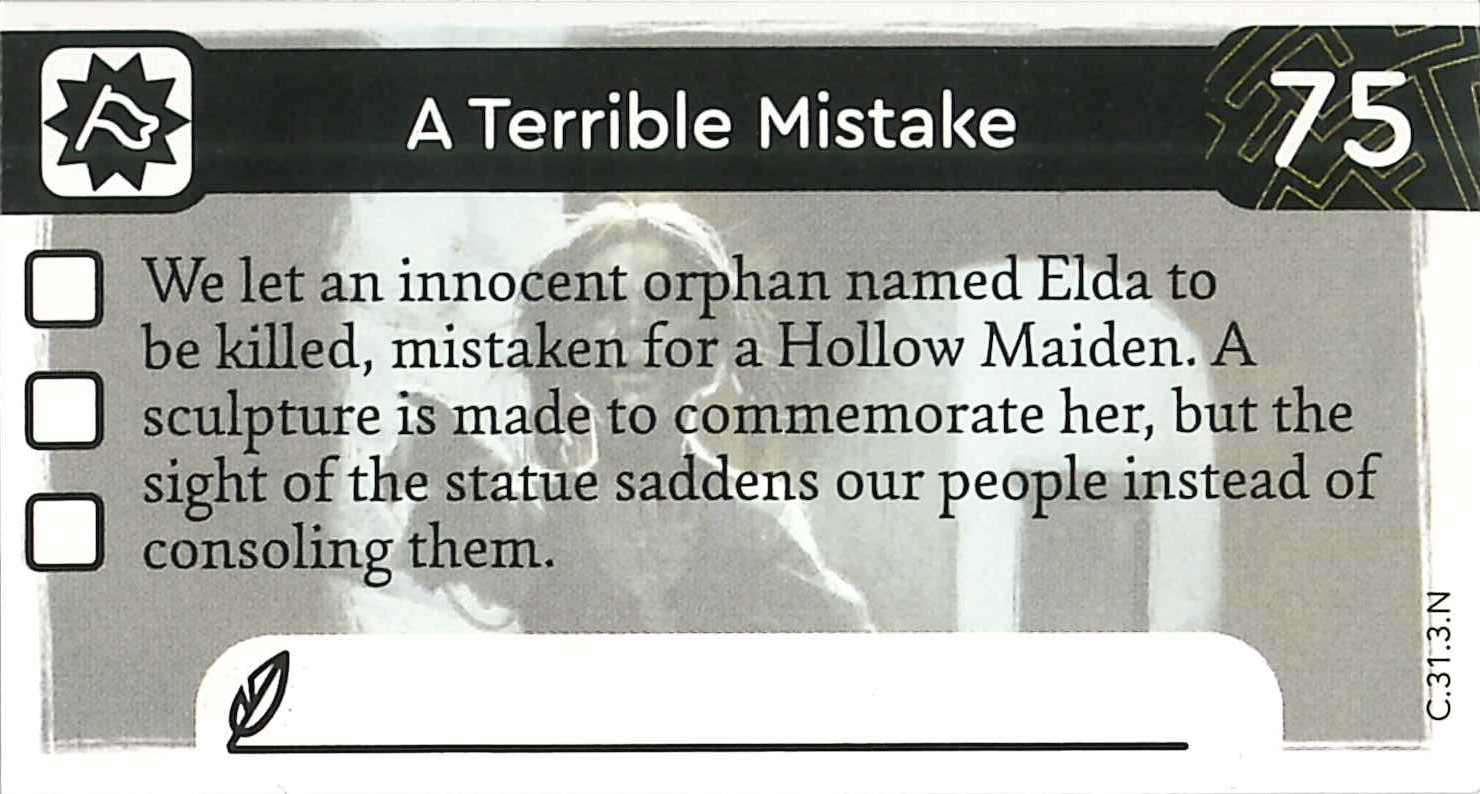 A Terrible Mistake
75
We let an innocent orphan named Elda to
be killed, mistaken for a Hollow Maiden. A
sculpture is made to commemorate her, but the
sight of the statue saddens our people instead of
consoling them.
C.31.3.N